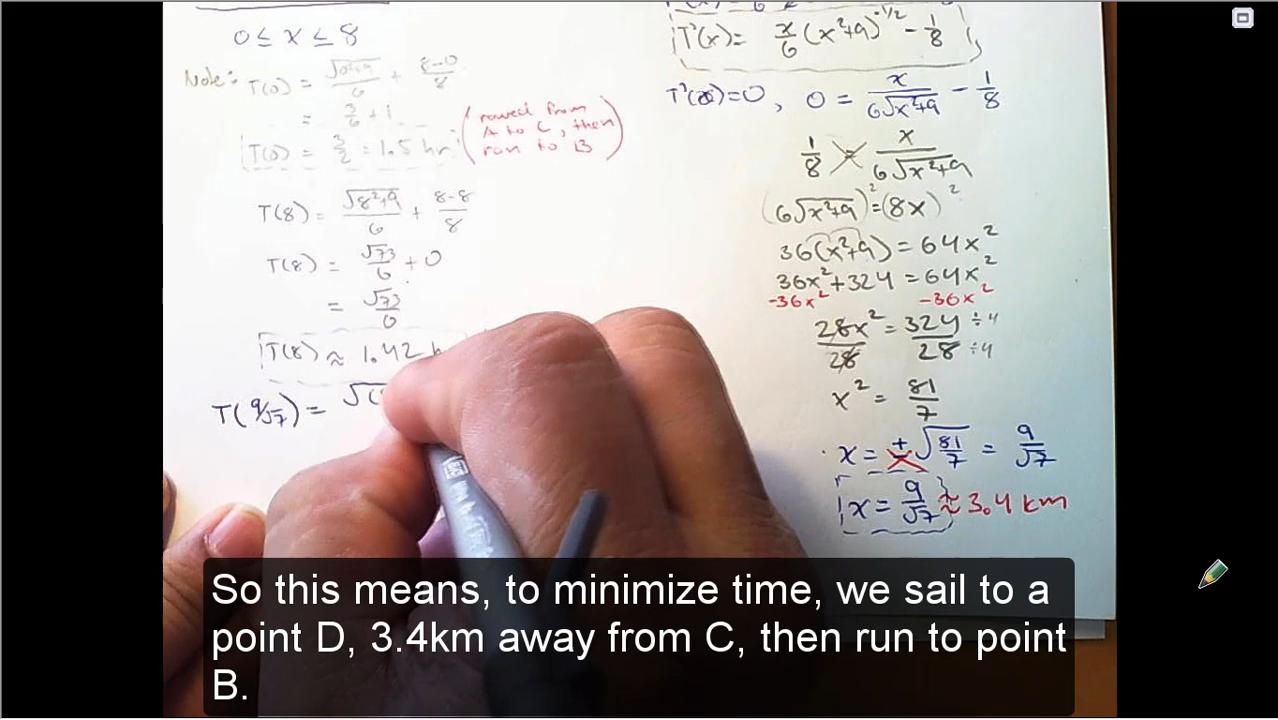 0 ≤ x ≤ 8
Note: T(0) = √(0²+9)/6 + (8-0)/8
= 3/6 + 1
T(0) = 3/2 = 1.5 hr
(rowed from
A to C, then
run to B)
T(8) = √(8²+9)/6 + (8-8)/8
T(8) = √73/6 + 0
= √73/6
T(8) ≈ 1.42 h
T(9/√7) = √(
T'(x) = x/6 (x²+9)^(-1/2) - 1/8
T'(x) = 0, 0 = x/(6√(x²+9)) - 1/8
1/8 = x/(6√(x²+9))
(6√(x²+9))² = (8x)²
36(x²+9) = 64x²
36x² + 324 = 64x²
-36x² -36x²
28x²/28 = 324/28 ÷4 ÷4
x² = 81/7
x = ±√(81/7) = 9/√7
x = 9/√7 ≈ 3.4 km
So this means, to minimize time, we sail to a
point D, 3.4km away from C, then run to point
B.